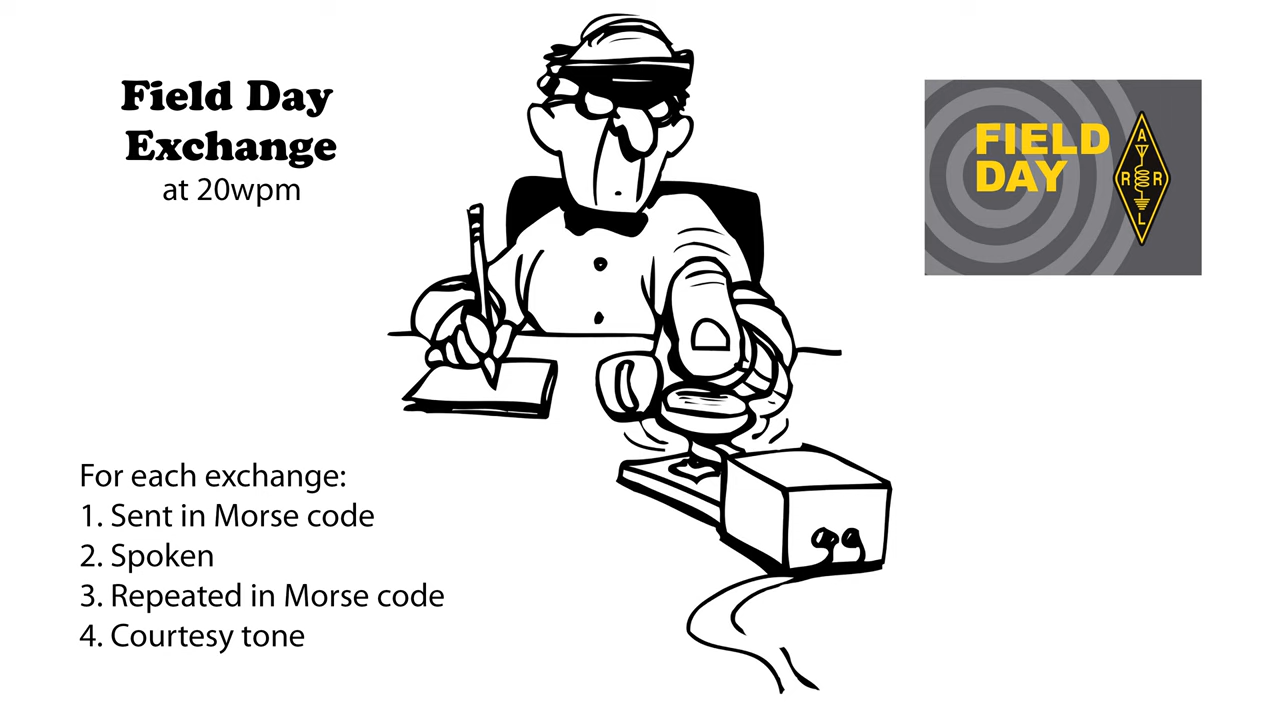 Field Day
Exchange
at 20wpm
FIELD
DAY
A
R R
L
For each exchange:
1. Sent in Morse code
2. Spoken
3. Repeated in Morse code
4. Courtesy tone